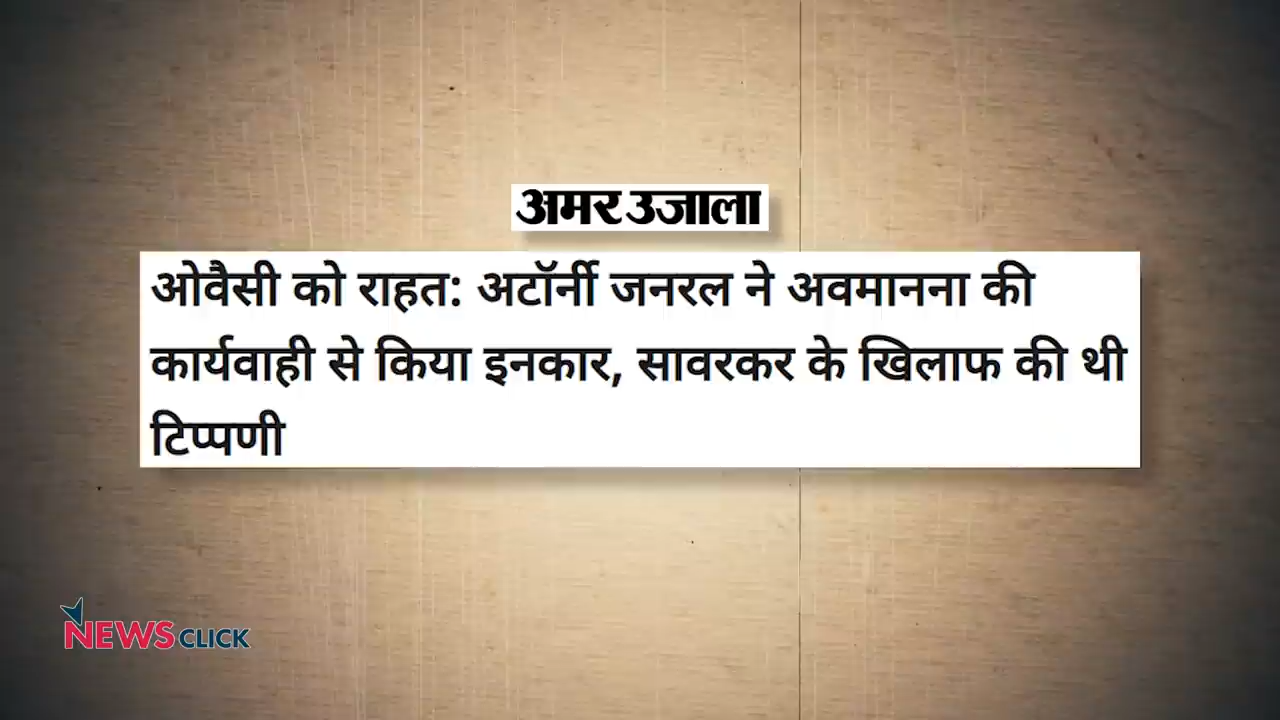 अमर उजाला
ओवैसी को राहत: अटॉर्नी जनरल ने अवमानना की
कार्यवाही से किया इनकार, सावरकर के खिलाफ की थी
टिप्पणी
NEWSCLICK